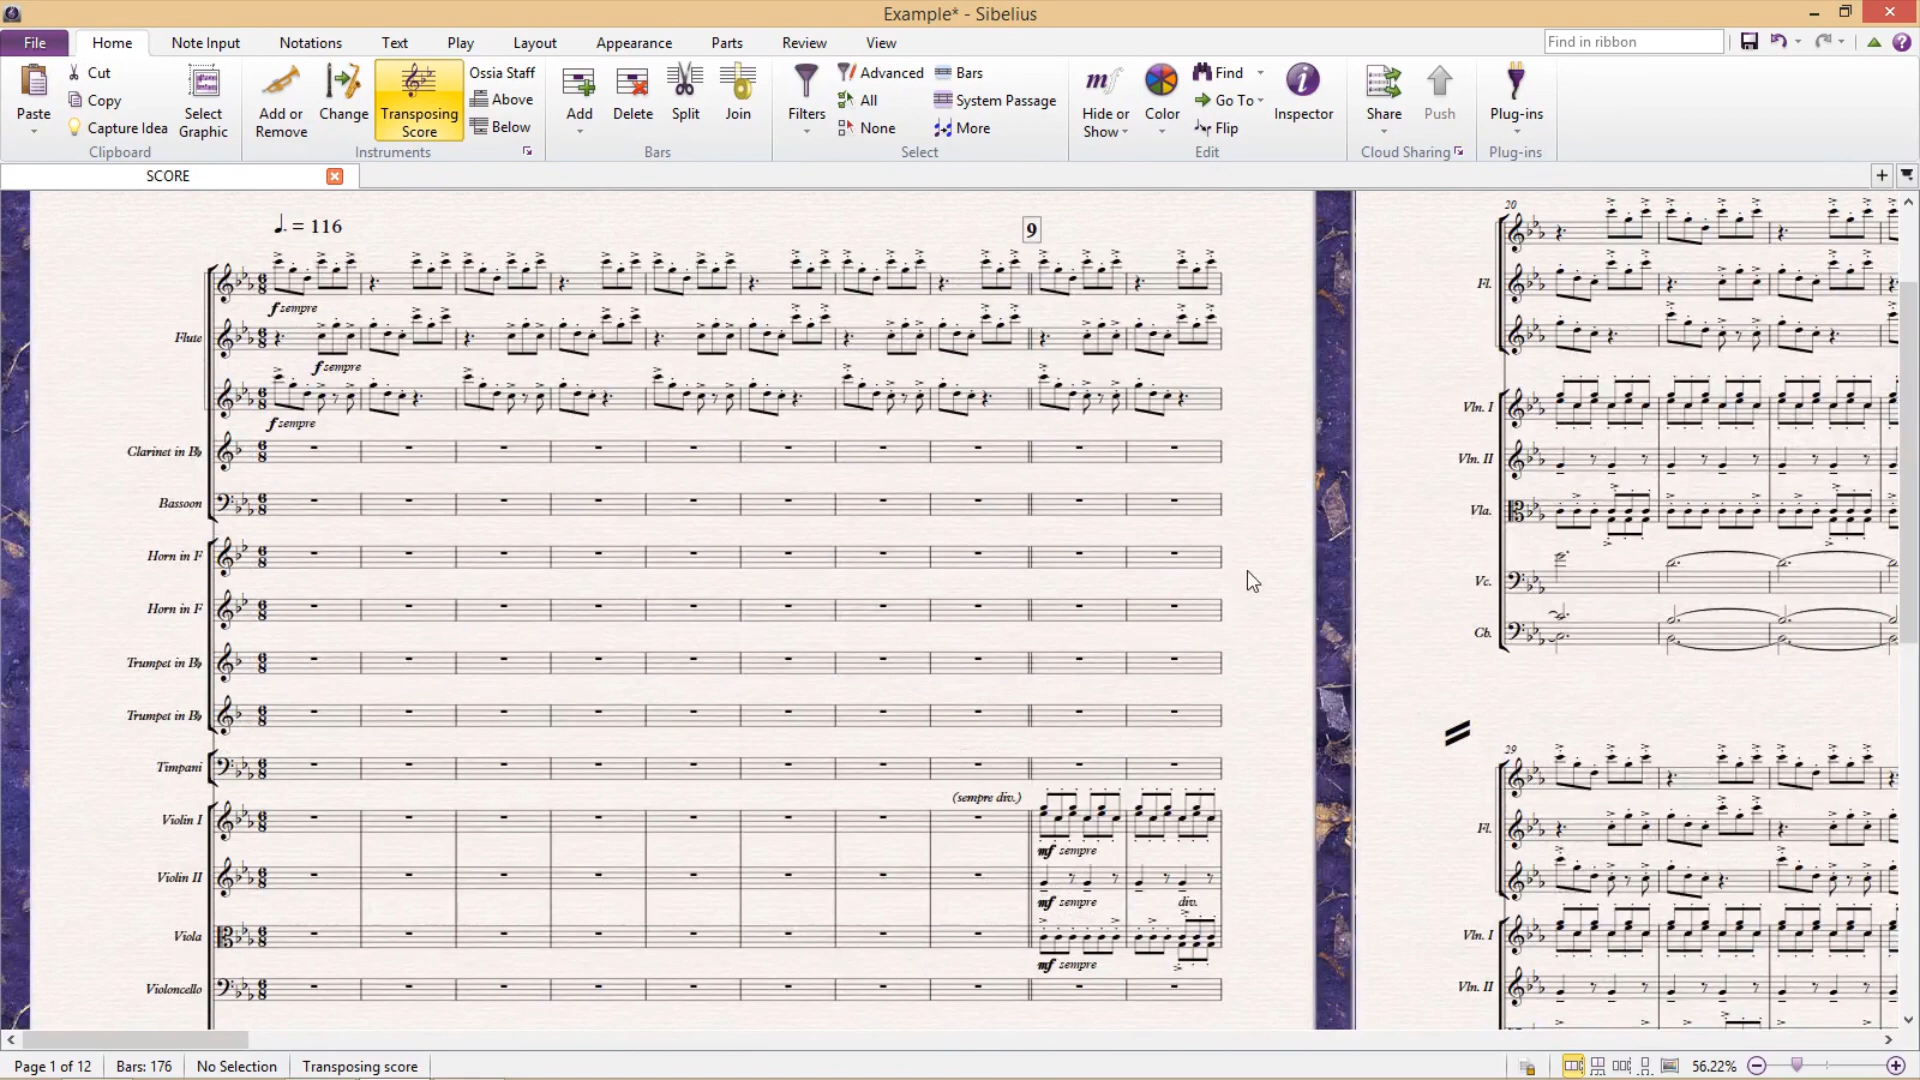 Example* - Sibelius
File Home Note Input Notations Text Play Layout Appearance Parts Review View Find in ribbon
Paste Cut Copy Capture Idea Select Graphic
Clipboard
Add or Remove Change Transposing Score Ossia Staff Above Below
Instruments
Add Delete Split Join
Bars
Filters Advanced All None Bars System Passage More
Select
Hide or Show Color Find Go To Flip Inspector
Edit
Share Push
Cloud Sharing
Plug-ins
Plug-ins
SCORE
= 116
9
f sempre
Flute
f sempre
f sempre
Clarinet in B♭
Bassoon
Horn in F
Horn in F
Trumpet in B♭
Trumpet in B♭
Timpani
(sempre div.)
Violin I
mf sempre
Violin II
mf sempre div.
Viola
mf sempre
Violoncello
20
Fl.
Vln. I
Vln. II
Vla.
Vc.
Cb.
29
Fl.
Vln. I
Vln. II
Page 1 of 12 Bars: 176 No Selection Transposing score 56.22%